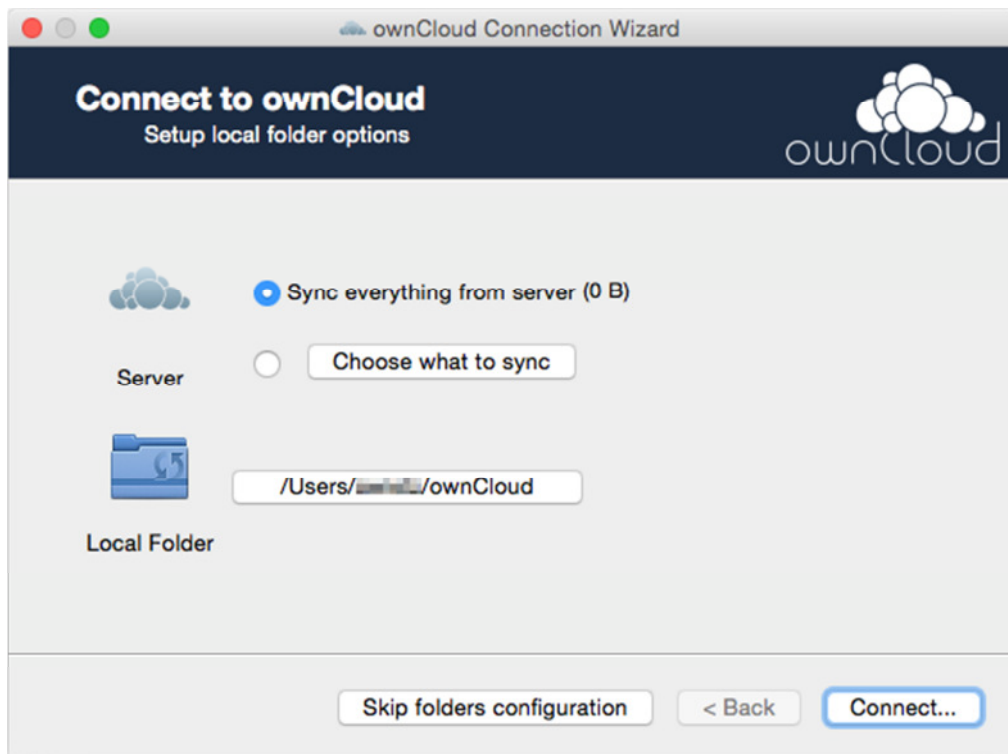 ownCloud Connection Wizard
Connect to ownCloud
Setup local folder options
ownCloud
Sync everything from server (0 B)
Choose what to sync
Server
/Users/ /ownCloud
Local Folder
Skip folders configuration
< Back
Connect...